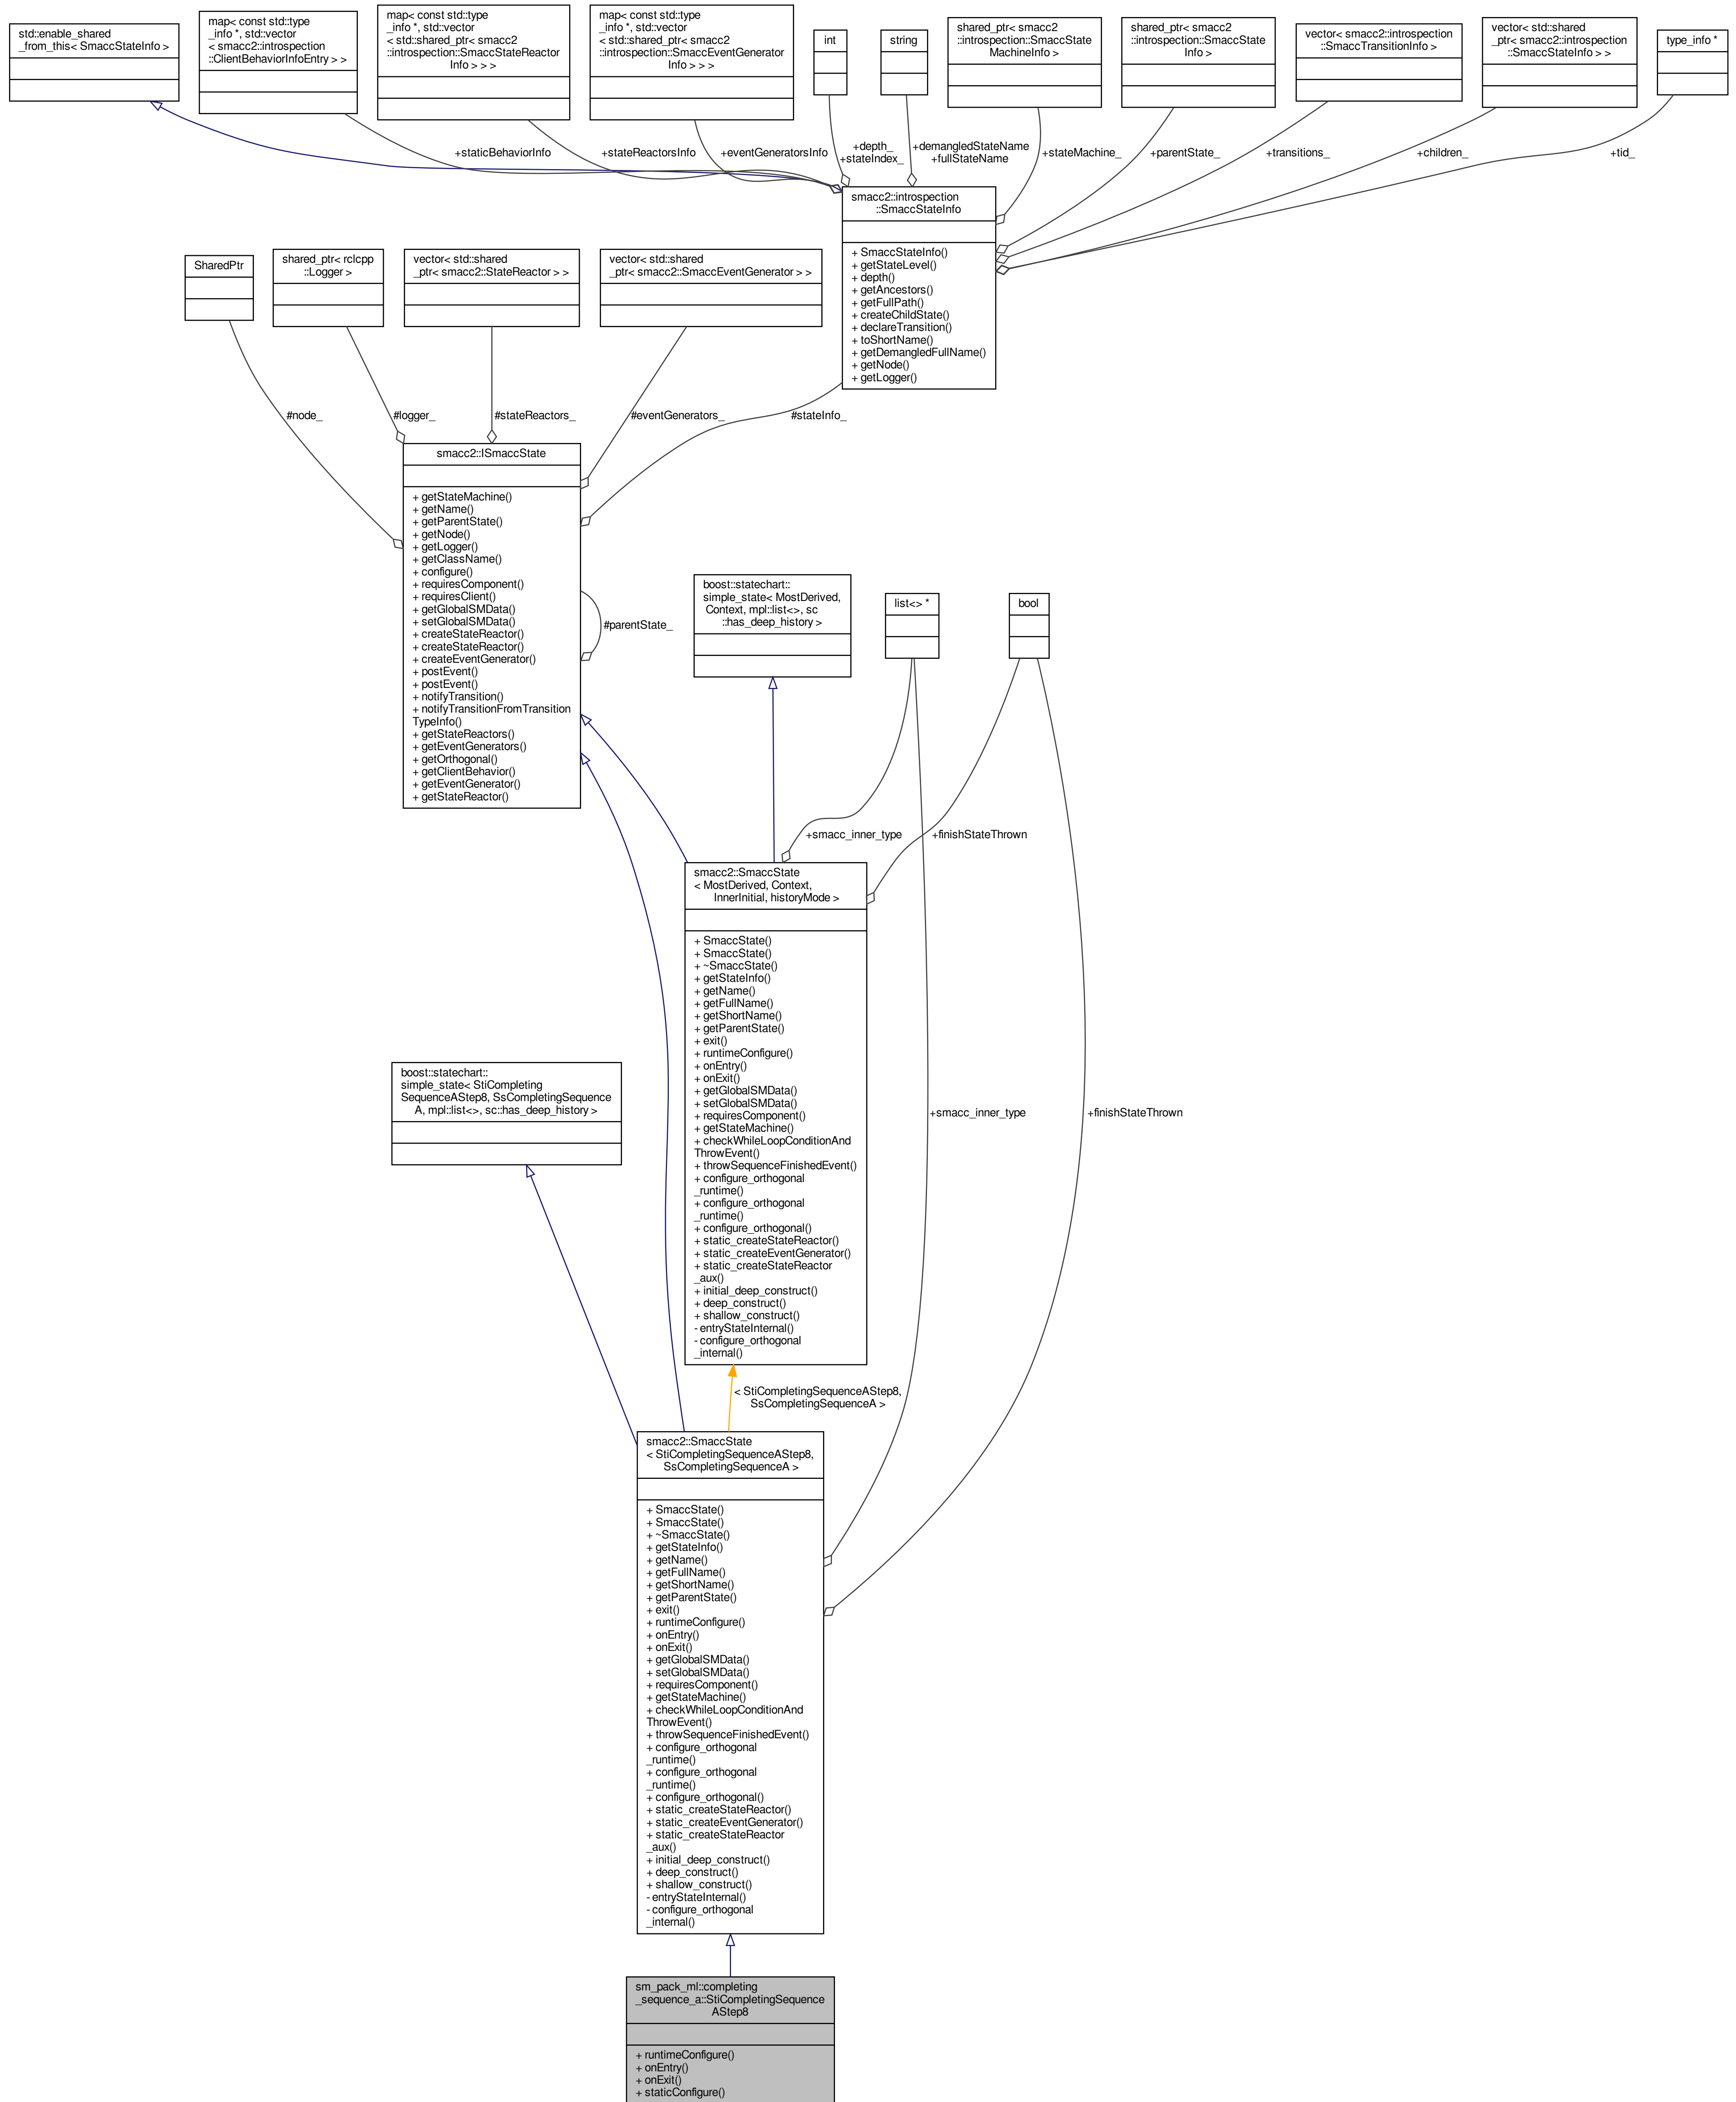 std::enable_shared
_from_this< SmaccStateInfo >
map< const std::type
_info *, std::vector
< smacc2::introspection
::ClientBehaviorInfoEntry > >
map< const std::type
_info *, std::vector
< std::shared_ptr< smacc2
::introspection::SmaccStateReactor
Info > > >
map< const std::type
_info *, std::vector
< std::shared_ptr< smacc2
::introspection::SmaccEventGenerator
Info > > >
int
string
shared_ptr< smacc2
::introspection::SmaccState
MachineInfo >
shared_ptr< smacc2
::introspection::SmaccState
Info >
vector< smacc2::introspection
::SmaccTransitionInfo >
vector< std::shared
_ptr< smacc2::introspection
::SmaccStateInfo > >
type_info *
+staticBehaviorInfo
+stateReactorsInfo
+eventGeneratorsInfo
+depth_
+stateIndex_
+demangledStateName
+fullStateName
+stateMachine_
+parentState_
+transitions_
+children_
+tid_
smacc2::introspection
::SmaccStateInfo
+ SmaccStateInfo()
+ getStateLevel()
+ depth()
+ getAncestors()
+ getFullPath()
+ createChildState()
+ declareTransition()
+ toShortName()
+ getDemangledFullName()
+ getNode()
+ getLogger()
SharedPtr
shared_ptr< rclcpp
::Logger >
vector< std::shared
_ptr< smacc2::StateReactor > >
vector< std::shared
_ptr< smacc2::SmaccEventGenerator > >
#node_
#logger_
#stateReactors_
#eventGenerators_
#stateInfo_
smacc2::ISmaccState
+ getStateMachine()
+ getName()
+ getParentState()
+ getNode()
+ getLogger()
+ getClassName()
+ configure()
+ requiresComponent()
+ requiresClient()
+ getGlobalSMData()
+ setGlobalSMData()
+ createStateReactor()
+ createStateReactor()
+ createEventGenerator()
+ postEvent()
+ postEvent()
+ notifyTransition()
+ notifyTransitionFromTransition
TypeInfo()
+ getStateReactors()
+ getEventGenerators()
+ getOrthogonal()
+ getClientBehavior()
+ getEventGenerator()
+ getStateReactor()
#parentState_
boost::statechart::
simple_state< MostDerived,
Context, mpl::list<>, sc
::has_deep_history >
list<> *
bool
+smacc_inner_type
+finishStateThrown
smacc2::SmaccState
< MostDerived, Context,
InnerInitial, historyMode >
+ SmaccState()
+ SmaccState()
+ ~SmaccState()
+ getStateInfo()
+ getName()
+ getFullName()
+ getShortName()
+ getParentState()
+ exit()
+ runtimeConfigure()
+ onEntry()
+ onExit()
+ getGlobalSMData()
+ setGlobalSMData()
+ requiresComponent()
+ getStateMachine()
+ checkWhileLoopConditionAnd
ThrowEvent()
+ throwSequenceFinishedEvent()
+ configure_orthogonal
_runtime()
+ configure_orthogonal
_runtime()
+ configure_orthogonal()
+ static_createStateReactor()
+ static_createEventGenerator()
+ static_createStateReactor
_aux()
+ initial_deep_construct()
+ deep_construct()
+ shallow_construct()
- entryStateInternal()
- configure_orthogonal
_internal()
+smacc_inner_type
+finishStateThrown
boost::statechart::
simple_state< StiCompleting
SequenceAStep8, SsCompletingSequence
A, mpl::list<>, sc::has_deep_history >
< StiCompletingSequenceAStep8,
SsCompletingSequenceA >
smacc2::SmaccState
< StiCompletingSequenceAStep8,
SsCompletingSequenceA >
+ SmaccState()
+ SmaccState()
+ ~SmaccState()
+ getStateInfo()
+ getName()
+ getFullName()
+ getShortName()
+ getParentState()
+ exit()
+ runtimeConfigure()
+ onEntry()
+ onExit()
+ getGlobalSMData()
+ setGlobalSMData()
+ requiresComponent()
+ getStateMachine()
+ checkWhileLoopConditionAnd
ThrowEvent()
+ throwSequenceFinishedEvent()
+ configure_orthogonal
_runtime()
+ configure_orthogonal
_runtime()
+ configure_orthogonal()
+ static_createStateReactor()
+ static_createEventGenerator()
+ static_createStateReactor
_aux()
+ initial_deep_construct()
+ deep_construct()
+ shallow_construct()
- entryStateInternal()
- configure_orthogonal
_internal()
sm_pack_ml::completing
_sequence_a::StiCompletingSequence
AStep8
+ runtimeConfigure()
+ onEntry()
+ onExit()
+ staticConfigure()